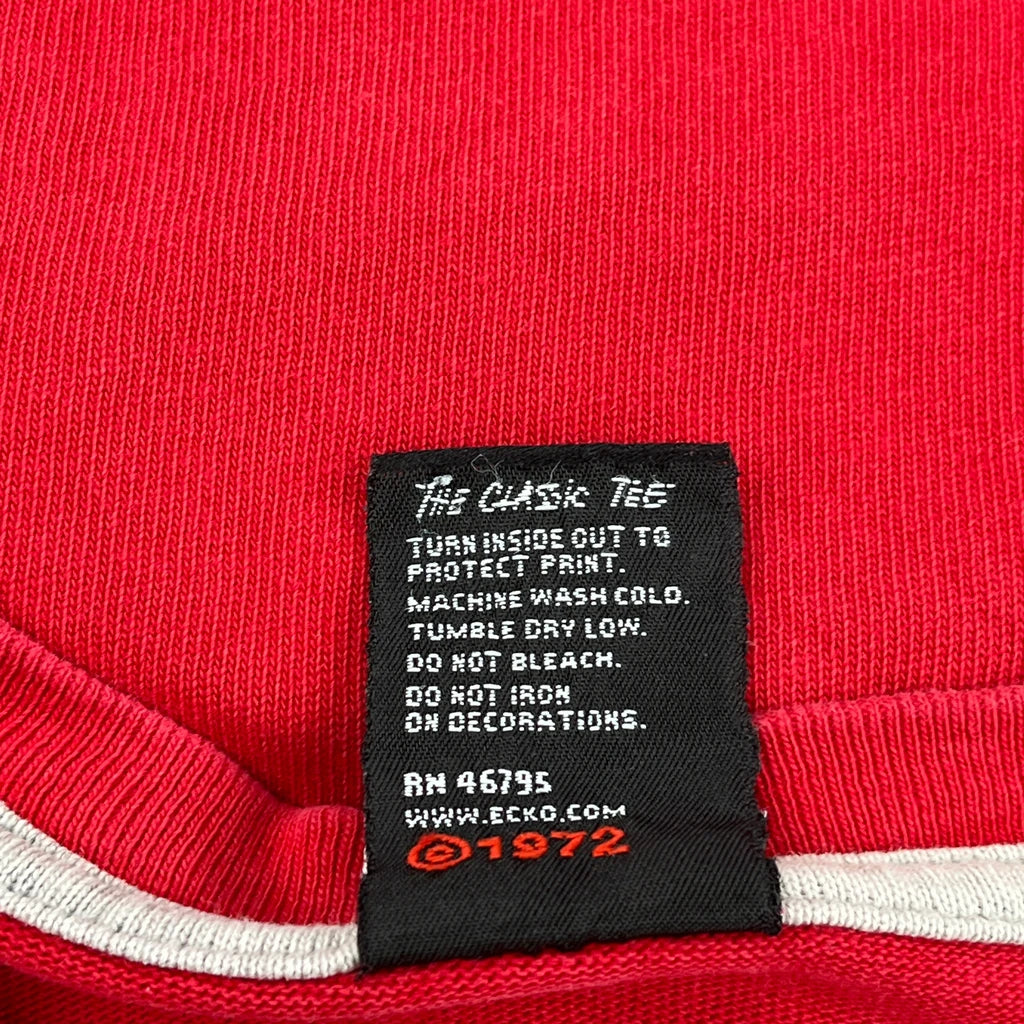 THE CLASSIC TEE
TURN INSIDE OUT TO
PROTECT PRINT.
MACHINE WASH COLD.
TUMBLE DRY LOW.
DO NOT BLEACH.
DO NOT IRON
ON DECORATIONS.
RN 46795
WWW.ECKO.COM
©1972